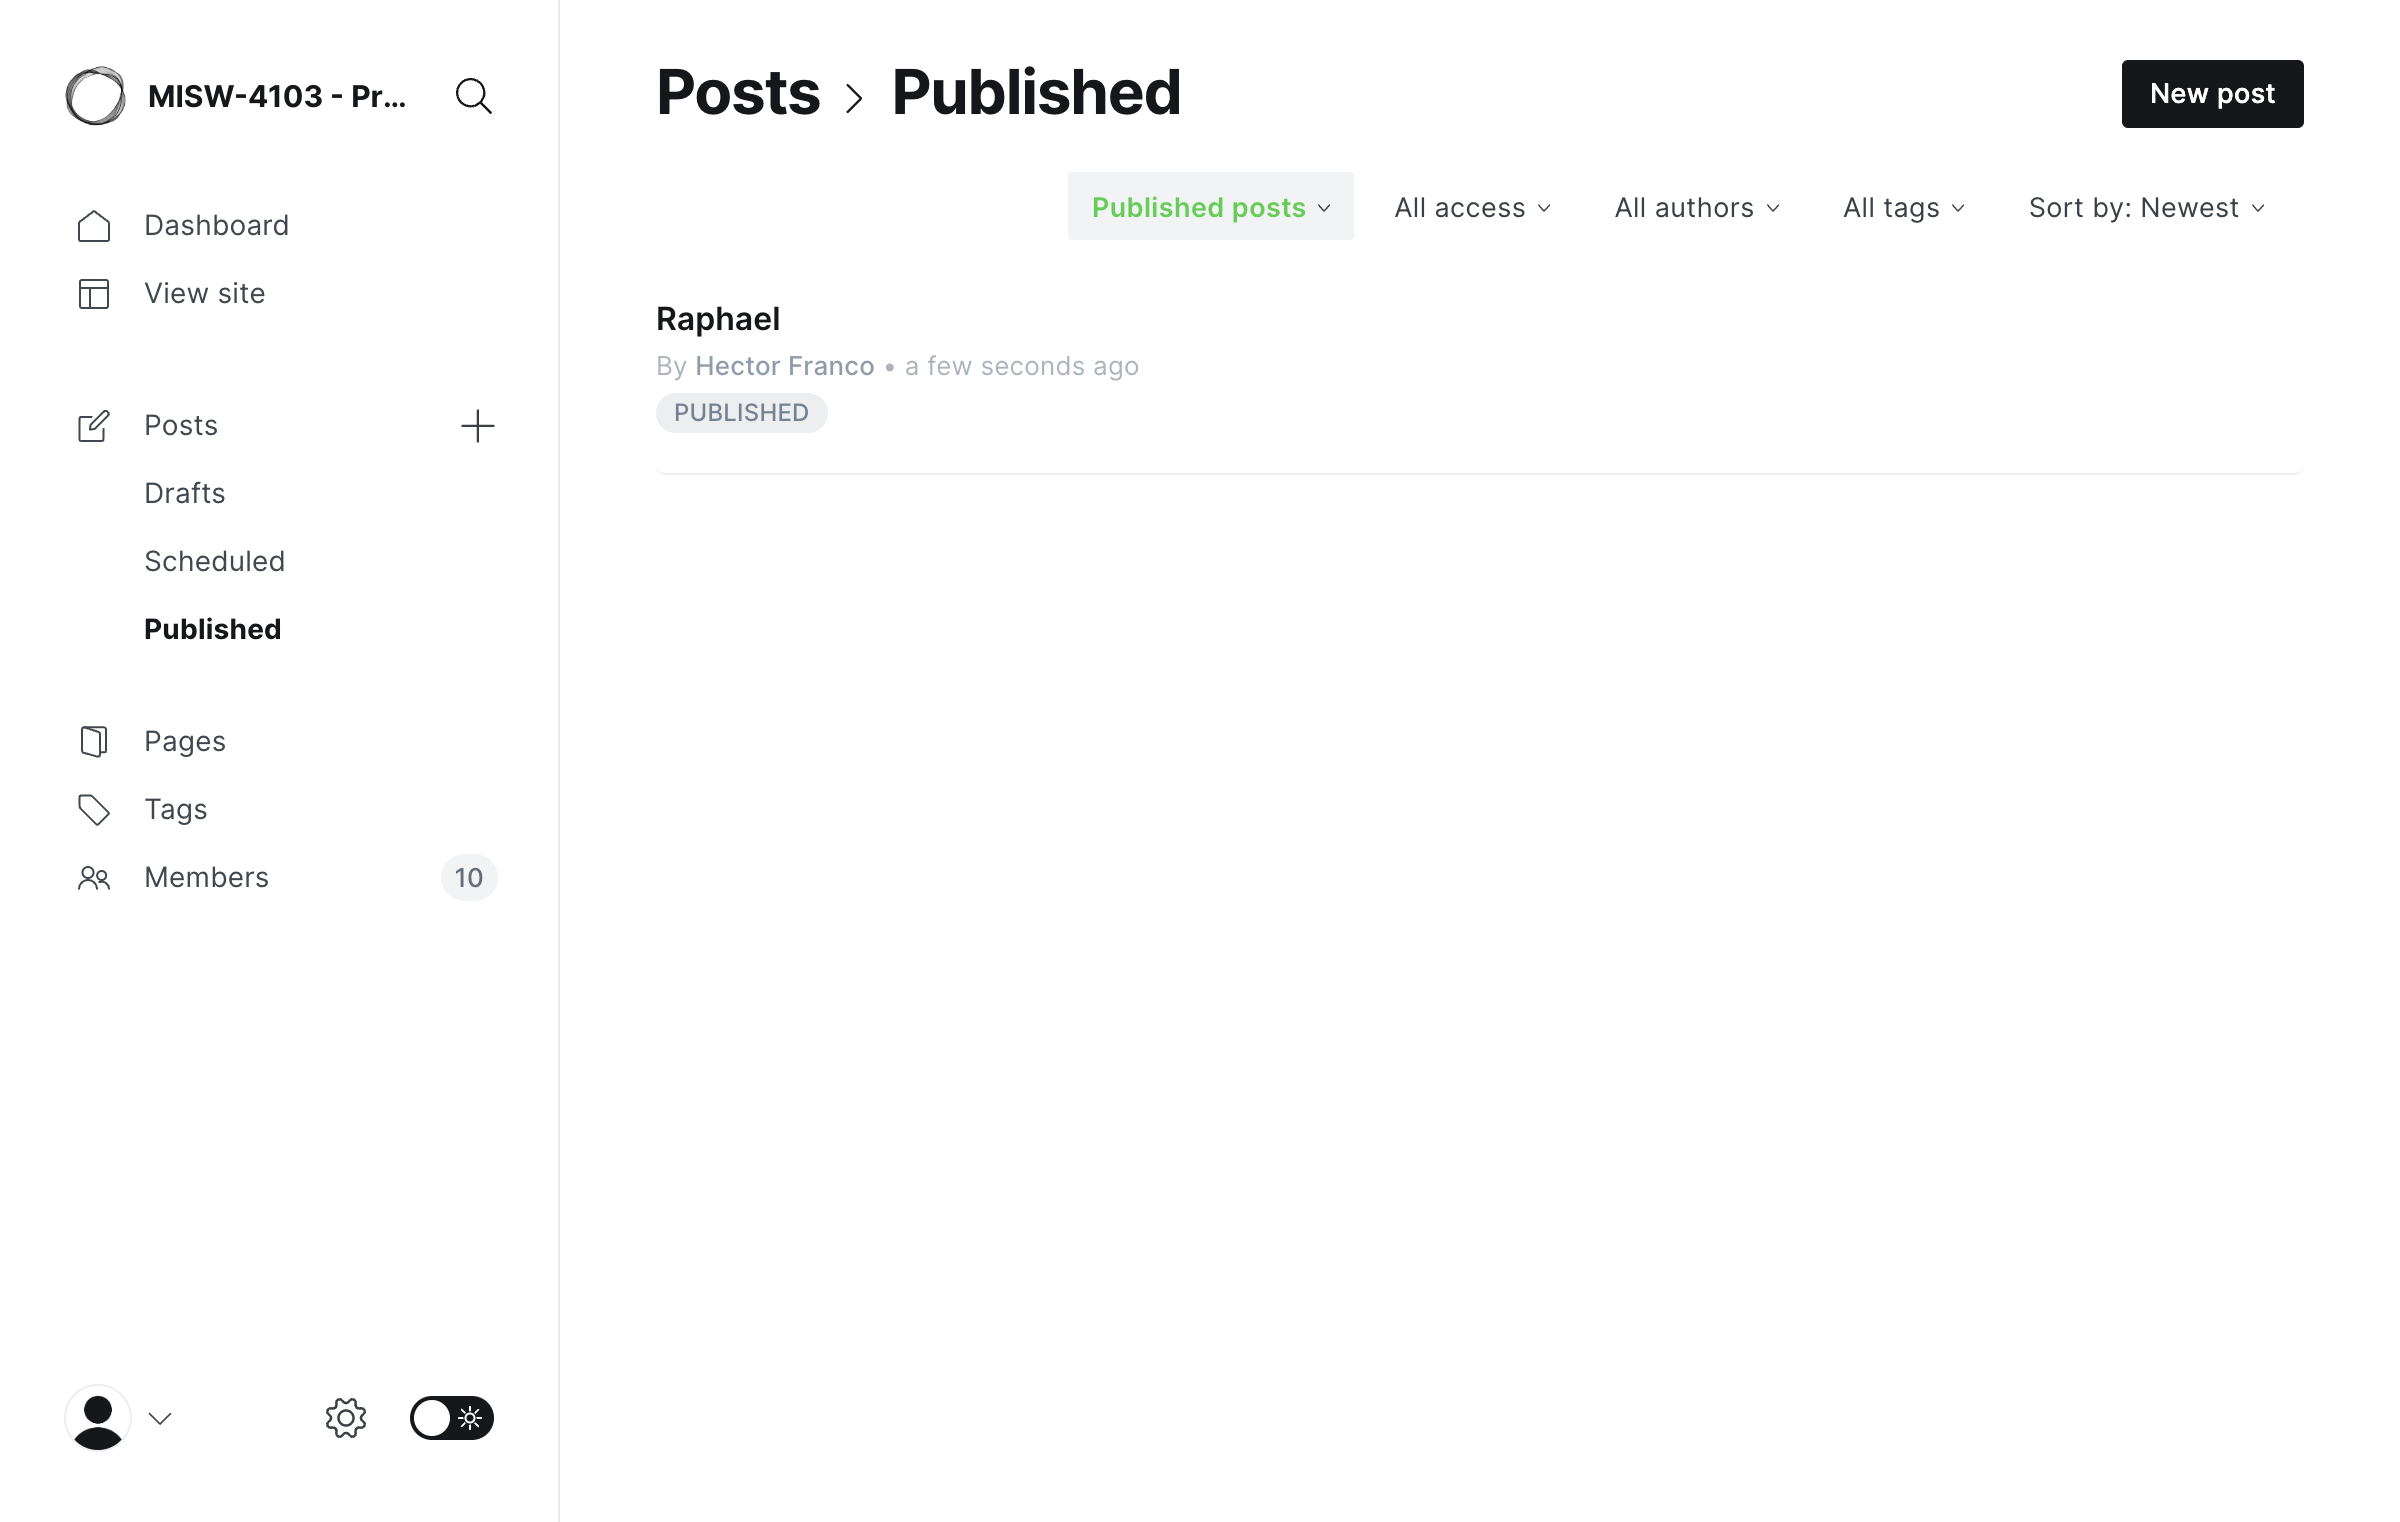 MISW-4103 - Pr...
Dashboard
View site
Posts
Drafts
Scheduled
Published
Pages
Tags
Members 10
Posts > Published
New post
Published posts All access All authors All tags Sort by: Newest
Raphael
By Hector Franco • a few seconds ago
PUBLISHED